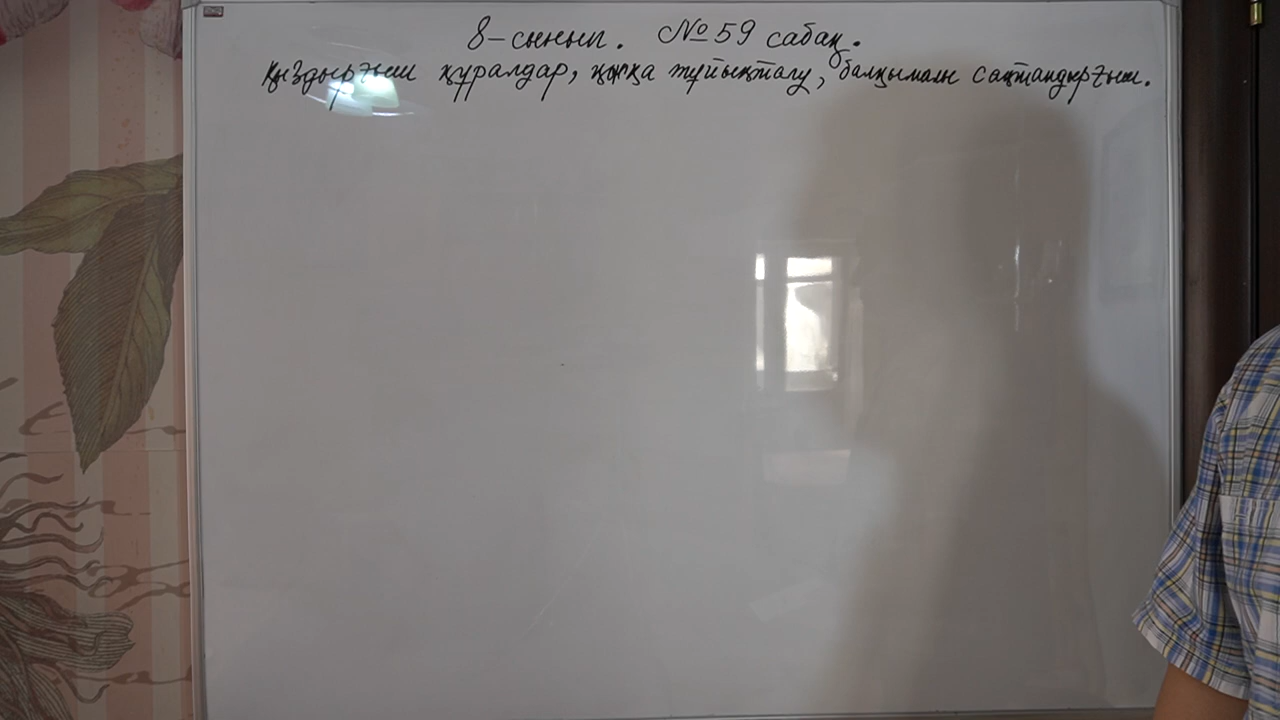 8-сынып. №59 сабақ.
Қыздырғыш құралдар, қысқа тұйықталу, балқымалы сақтандырғыш.